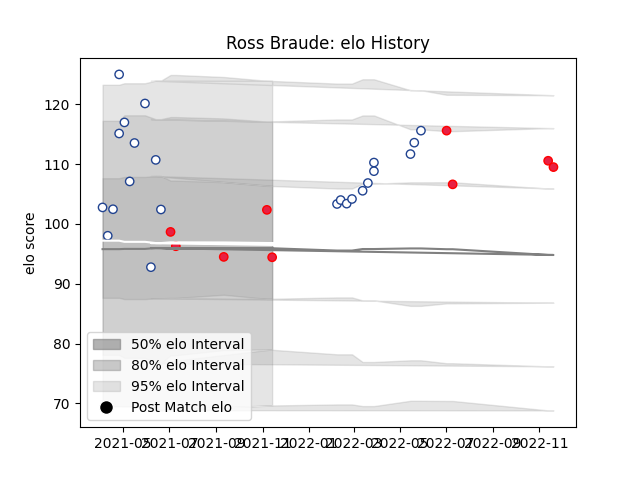 Ross Braude: elo History
elo score
120
110
100
90
80
70
50% elo Interval
80% elo Interval
95% elo Interval
Post Match elo
2021-05 2021-07 2021-09 2021-11 2022-01 2022-03 2022-05 2022-07 2022-09 2022-11